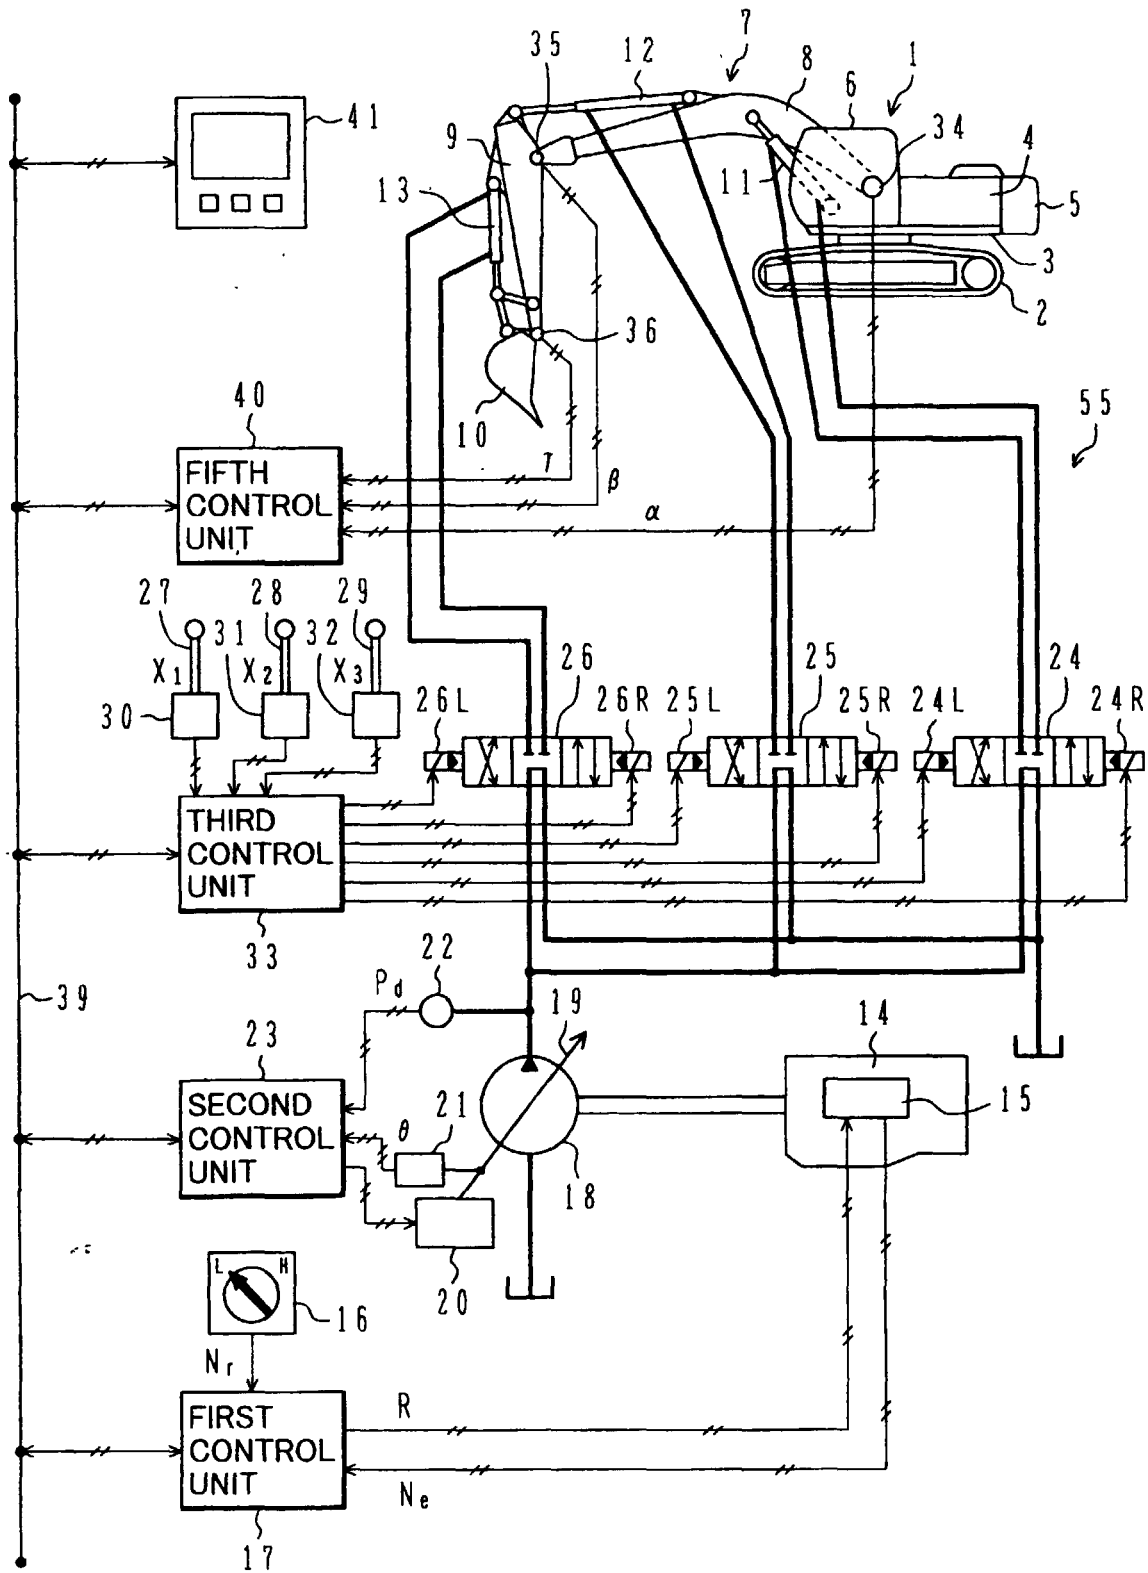 35
7
12
8
6
1
34
4
41
9
13
11
5
3
2
36
10
40
55
FIFTH
CONTROL
UNIT
γ
β
α
27
28
29
31
32
X1
X2
X3
30
26
25
24
26L
26R
25L
25R
24L
24R
THIRD
CONTROL
UNIT
33
22
Pd
39
19
14
23
SECOND
CONTROL
UNIT
21
θ
15
18
20
L
H
16
Nr
FIRST
CONTROL
UNIT
R
Ne
17